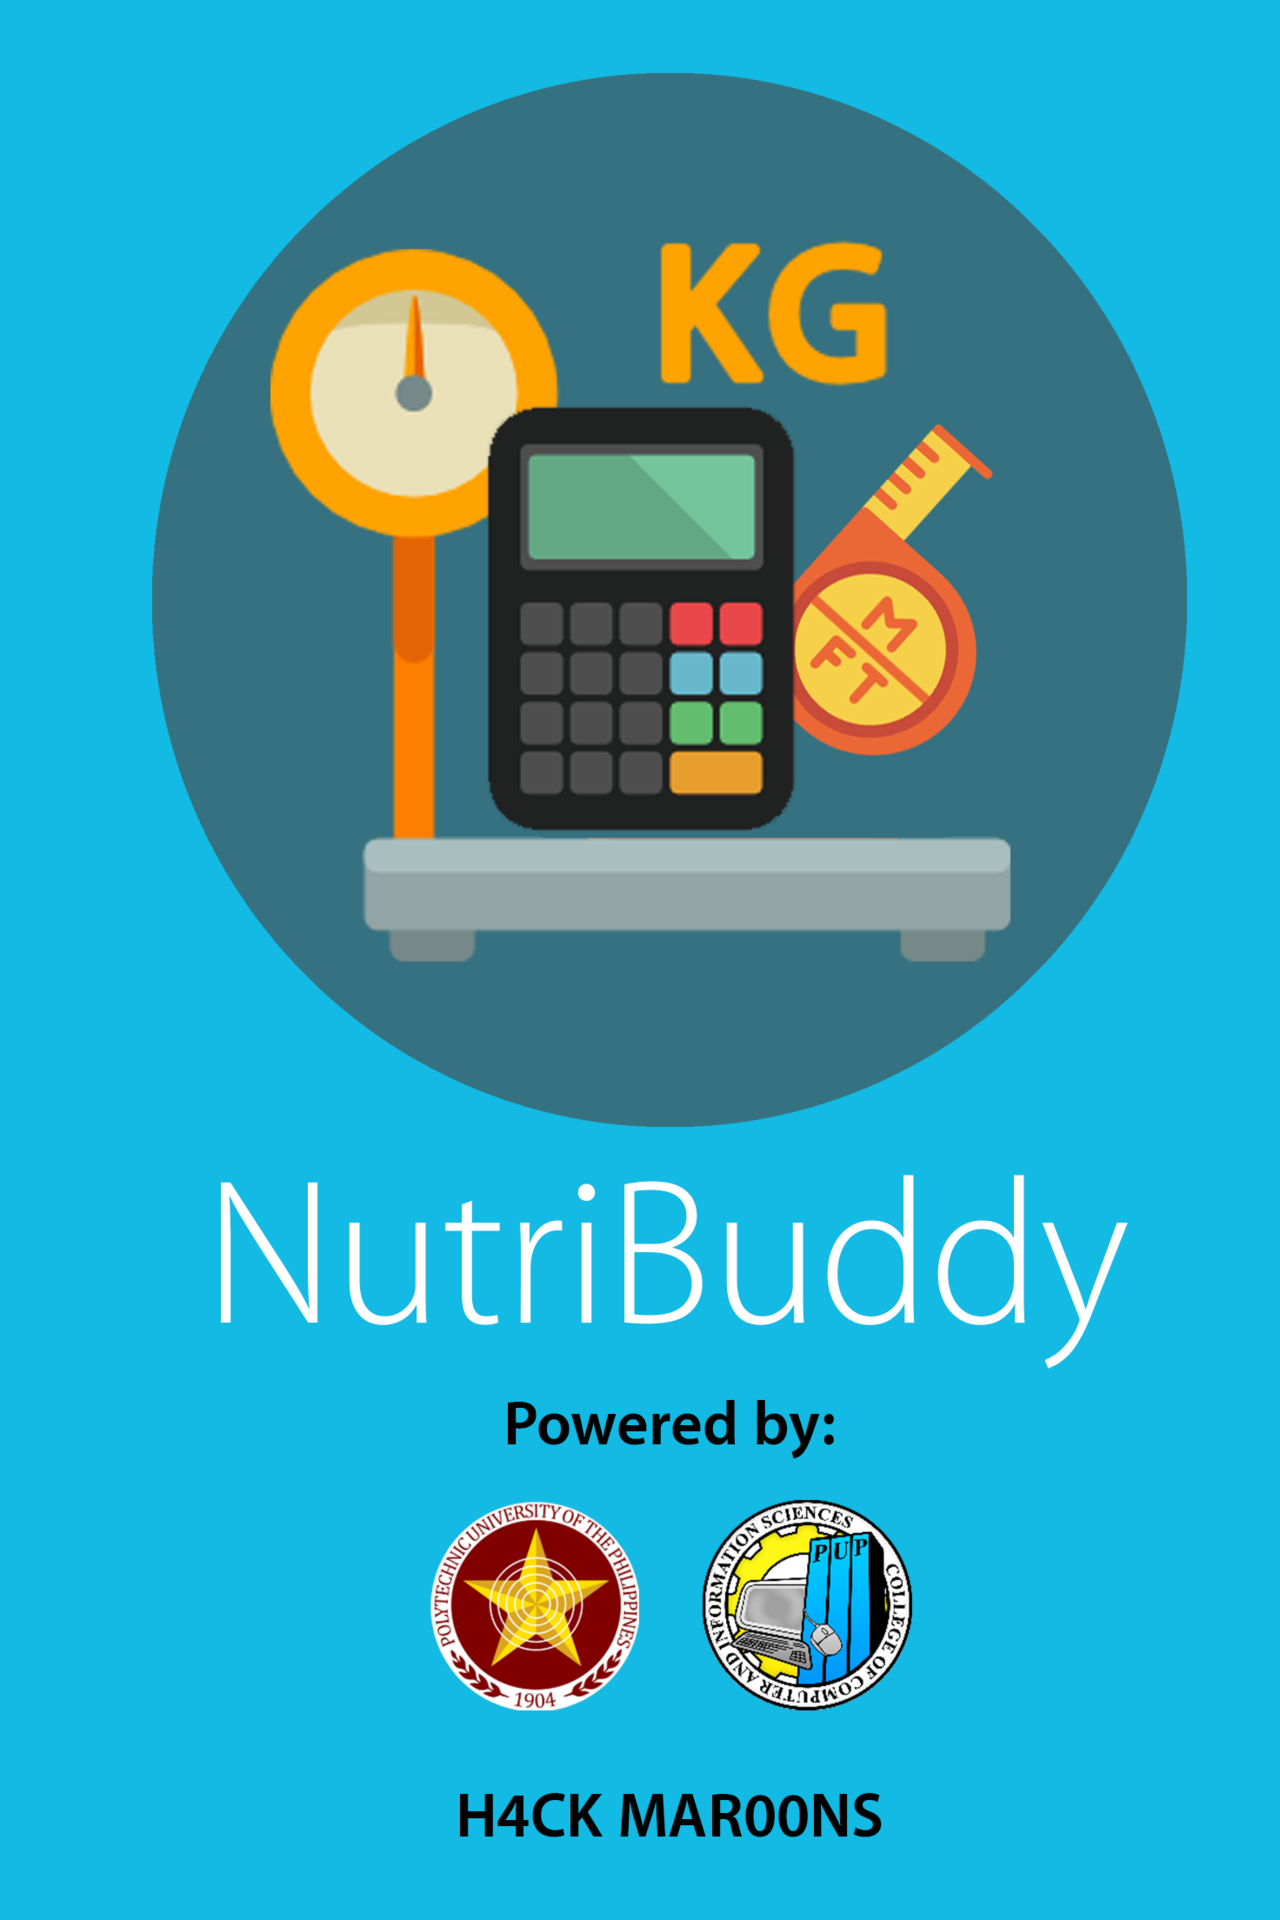 KG
M
FT
NutriBuddy
Powered by:
POLYTECHNIC UNIVERSITY OF THE PHILIPPINES
1904
COLLEGE OF COMPUTER AND INFORMATION SCIENCES
PUP
H4CK MAR00NS